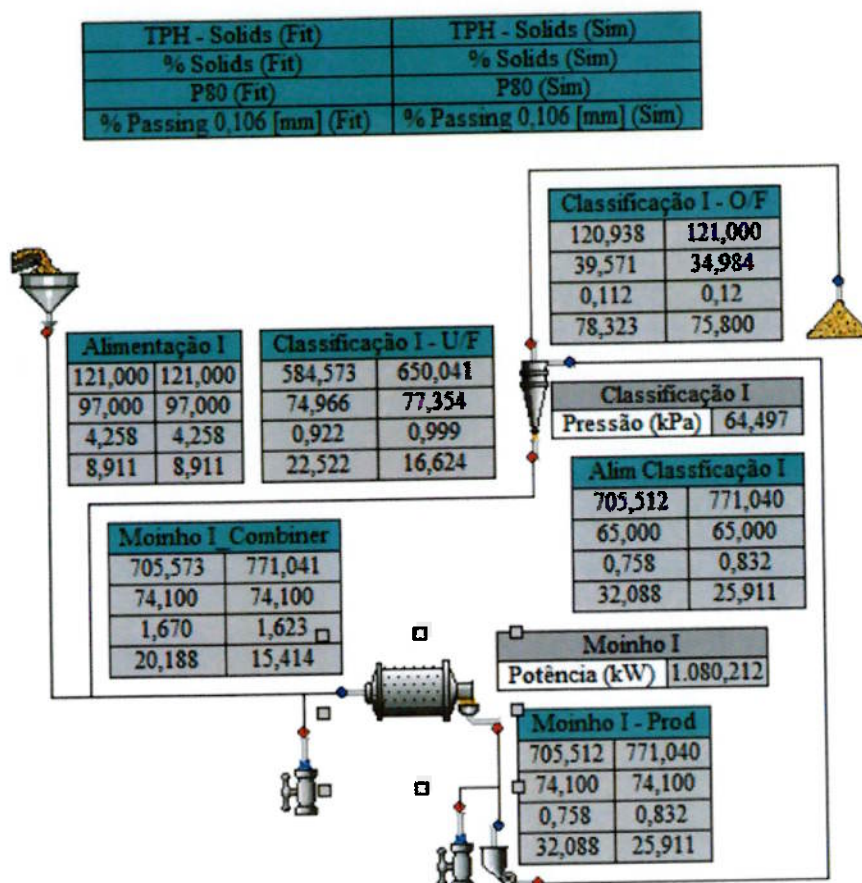 TPH - Solids (Fit) TPH - Solids (Sim)
% Solids (Fit) % Solids (Sim)
P80 (Fit) P80 (Sim)
% Passing 0,106 [mm] (Fit) % Passing 0,106 [mm] (Sim)
Classificação I - O/F
120,938 121,000
39,571 34,984
0,112 0,12
78,323 75,800
Alimentação I
121,000 121,000
97,000 97,000
4,258 4,258
8,911 8,911
Classificação I - U/F
584,573 650,041
74,966 77,354
0,922 0,999
22,522 16,624
Classificação I
Pressão (kPa) 64,497
Alim Classficação I
705,512 771,040
65,000 65,000
0,758 0,832
32,088 25,911
Moinho I_Combiner
705,573 771,041
74,100 74,100
1,670 1,623
20,188 15,414
Moinho I
Potência (kW) 1.080,212
Moinho I - Prod
705,512 771,040
74,100 74,100
0,758 0,832
32,088 25,911